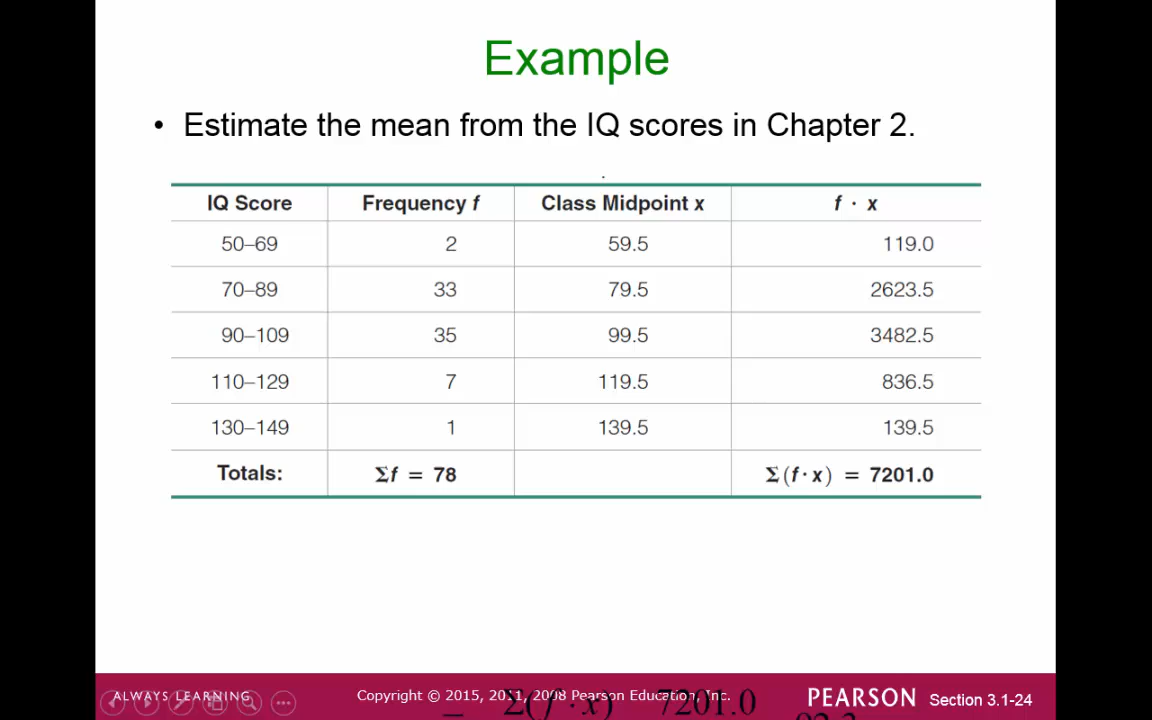 Example
• Estimate the mean from the IQ scores in Chapter 2.
IQ Score Frequency f Class Midpoint x f · x
50–69 2 59.5 119.0
70–89 33 79.5 2623.5
90–109 35 99.5 3482.5
110–129 7 119.5 836.5
130–149 1 139.5 139.5
Totals: Σf = 78 Σ(f·x) = 7201.0
ALWAYS LEARNING Copyright © 2015, 2011, 2008 Pearson Education, Inc. PEARSON Section 3.1-24
Σ(f·x) 7201.0